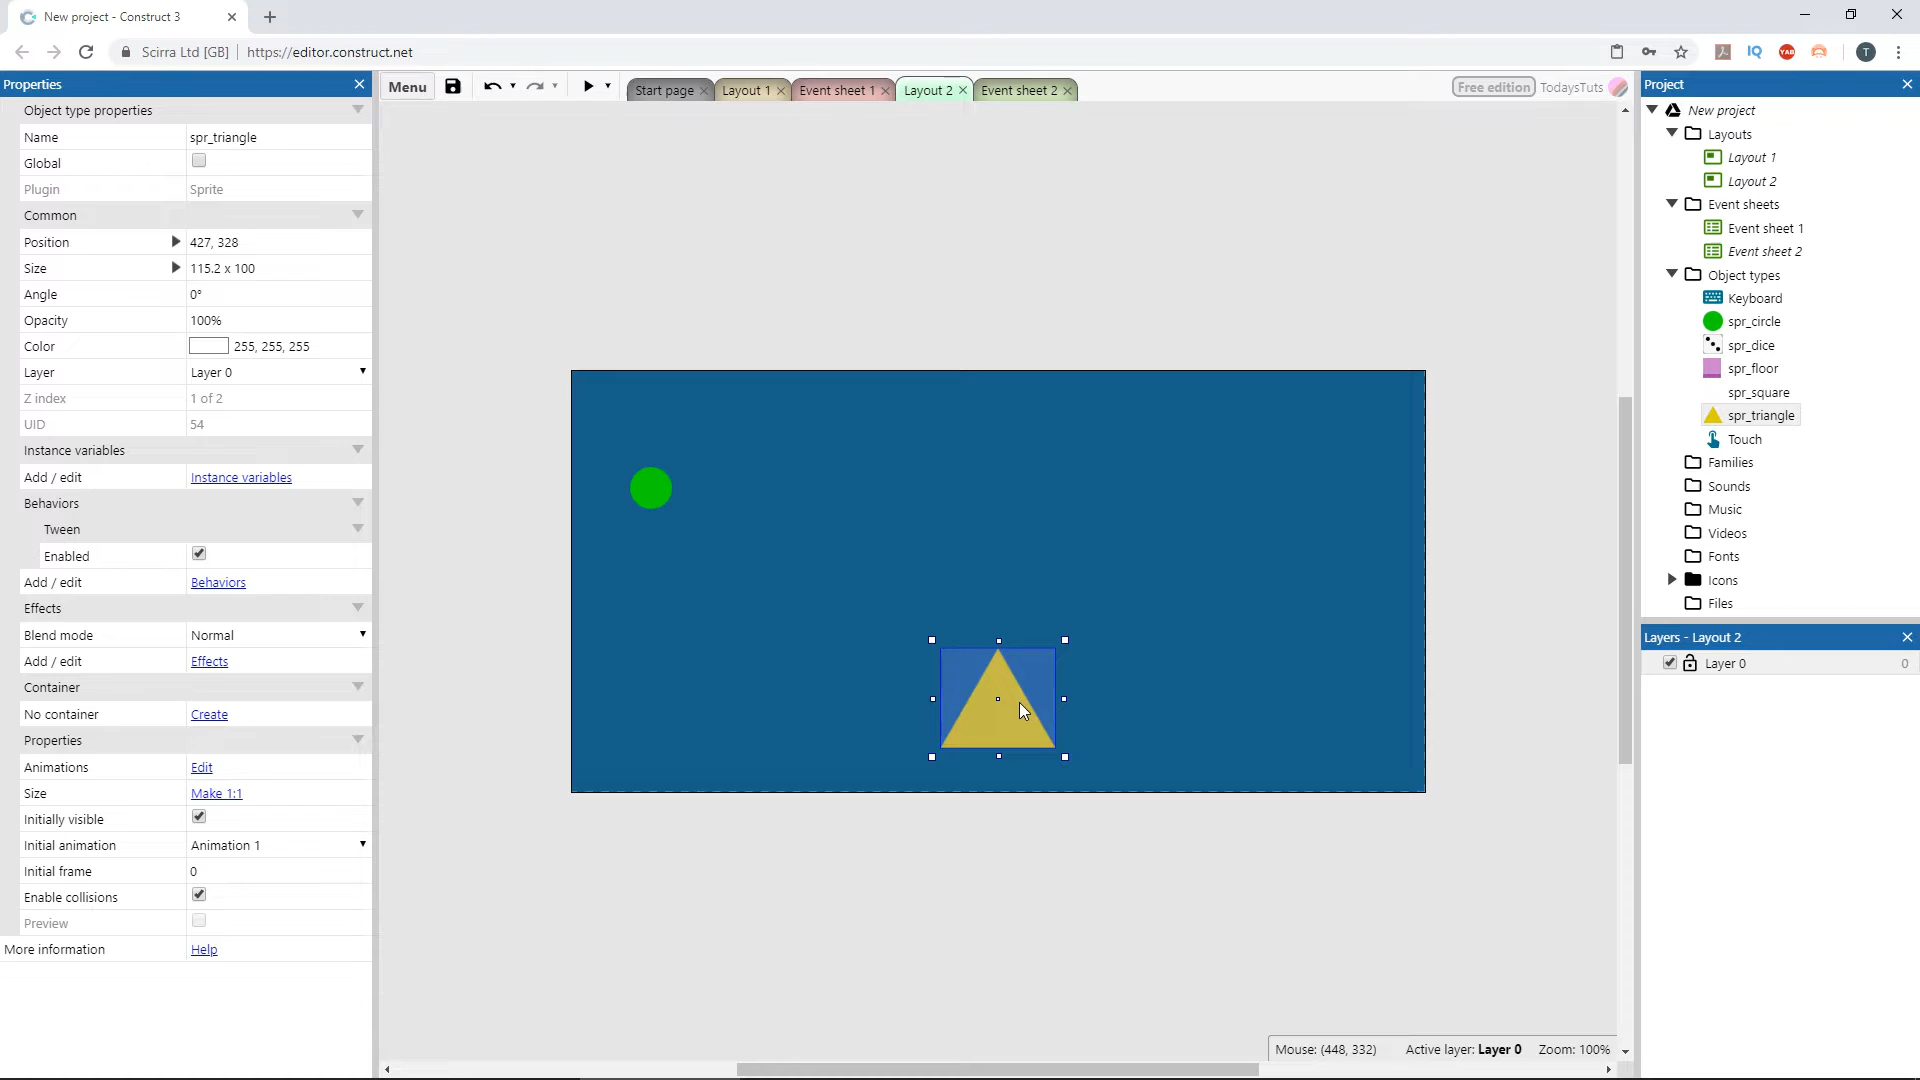 New project - Construct 3
Scirra Ltd [GB] https://editor.construct.net
IQ YAB T
Properties
Object type properties
Name spr_triangle
Global
Plugin Sprite
Common
Position 427, 328
Size 115.2 x 100
Angle 0°
Opacity 100%
Color 255, 255, 255
Layer Layer 0
Z index 1 of 2
UID 54
Instance variables
Add / edit Instance variables
Behaviors
Tween
Enabled
Add / edit Behaviors
Effects
Blend mode Normal
Add / edit Effects
Container
No container Create
Properties
Animations Edit
Size Make 1:1
Initially visible
Initial animation Animation 1
Initial frame 0
Enable collisions
Preview
More information Help
Menu
Start page Layout 1 Event sheet 1 Layout 2 Event sheet 2
Free edition TodaysTuts
Mouse: (448, 332) Active layer: Layer 0 Zoom: 100%
Project
New project
Layouts
Layout 1
Layout 2
Event sheets
Event sheet 1
Event sheet 2
Object types
Keyboard
spr_circle
spr_dice
spr_floor
spr_square
spr_triangle
Touch
Families
Sounds
Music
Videos
Fonts
Icons
Files
Layers - Layout 2
Layer 0 0